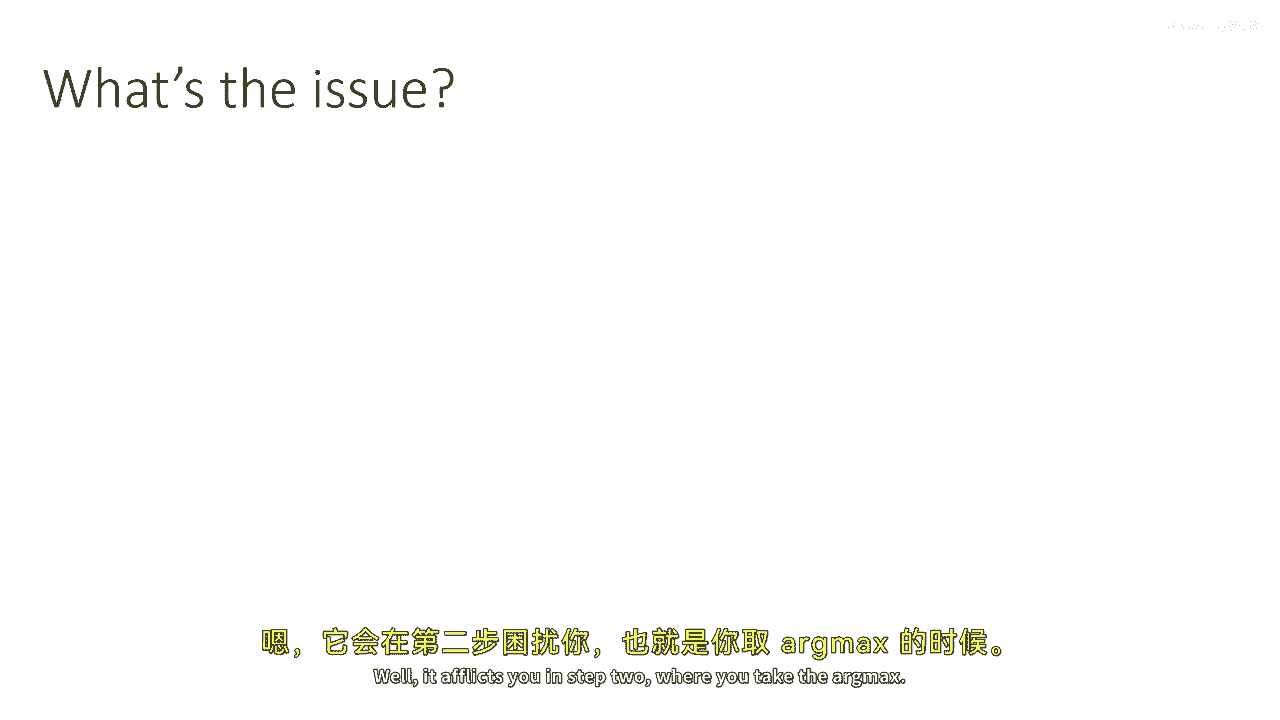 What's the issue?
嗯，它会在第二步困扰你，也就是你取 argmax 的时候。
Well, it afflicts you in step two, where you take the argmax.